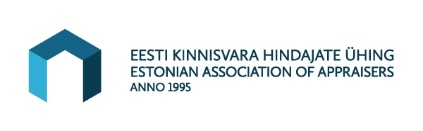 EESTI KINNISVARA HINDAJATE ÜHING
ESTONIAN ASSOCIATION OF APPRAISERS
ANNO 1995